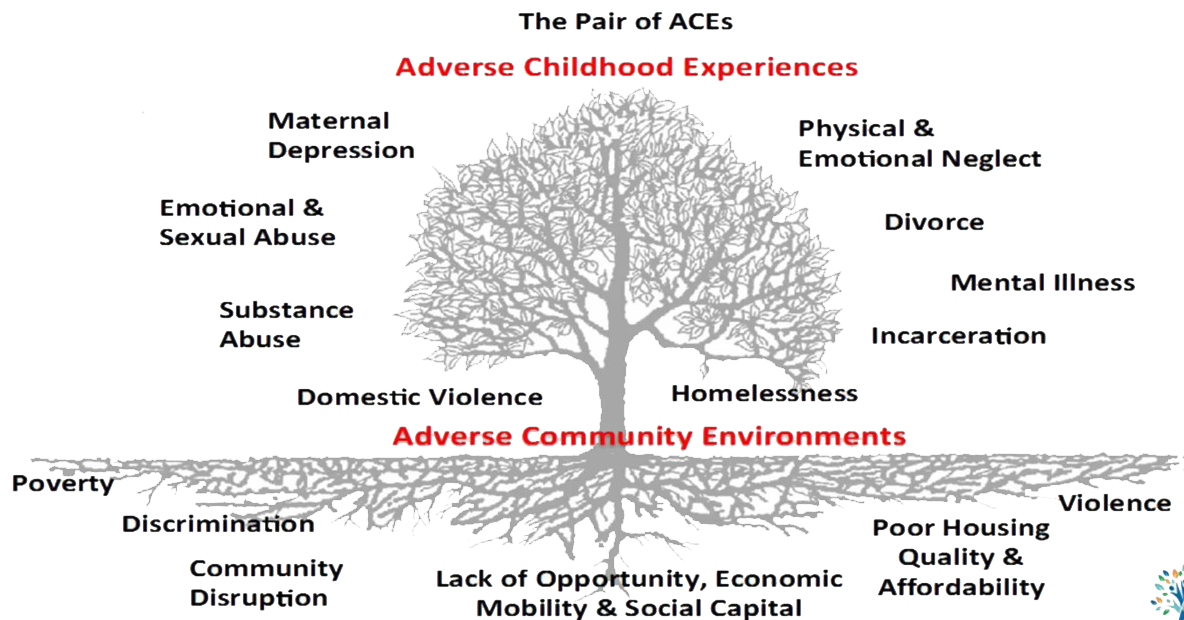 The Pair of ACEs
Adverse Childhood Experiences
Maternal
Depression
Physical &
Emotional Neglect
Emotional &
Sexual Abuse
Divorce
Mental Illness
Substance
Abuse
Incarceration
Domestic Violence
Homelessness
Adverse Community Environments
Poverty
Violence
Discrimination
Poor Housing
Quality &
Affordability
Community
Disruption
Lack of Opportunity, Economic
Mobility & Social Capital